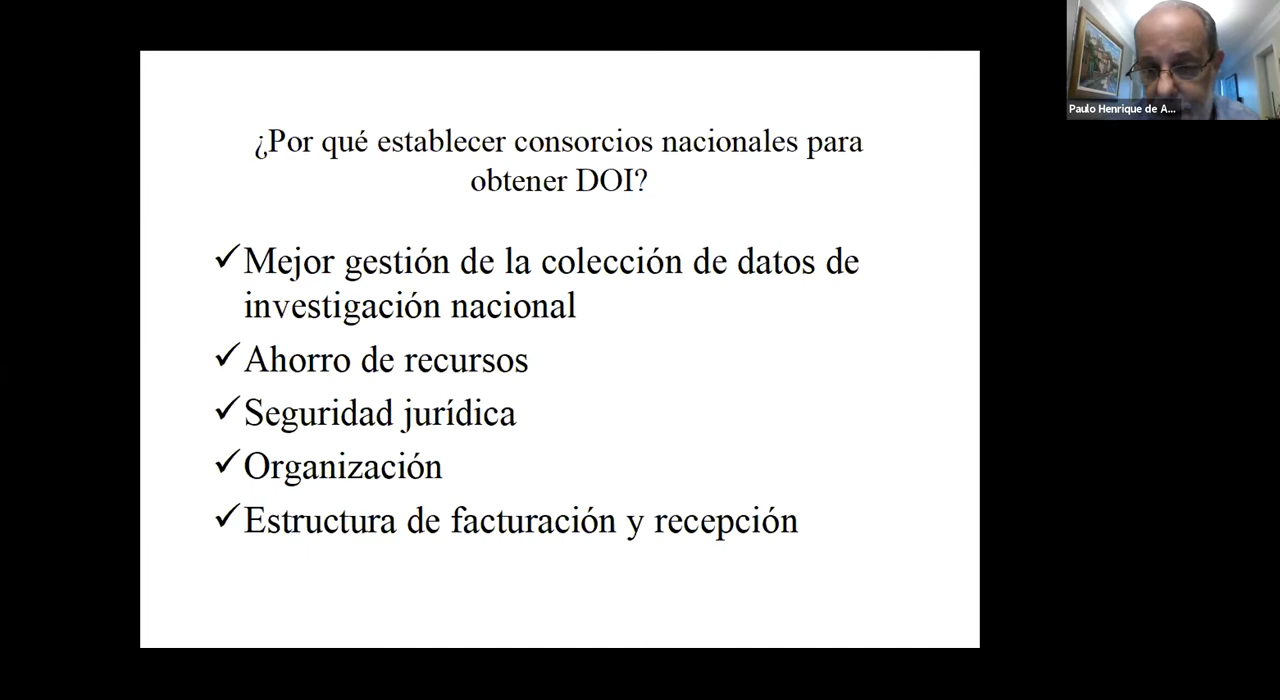 ¿Por qué establecer consorcios nacionales para
obtener DOI?
✓Mejor gestión de la colección de datos de
investigación nacional
✓Ahorro de recursos
✓Seguridad jurídica
✓Organización
✓Estructura de facturación y recepción
Paulo Henrique de A...